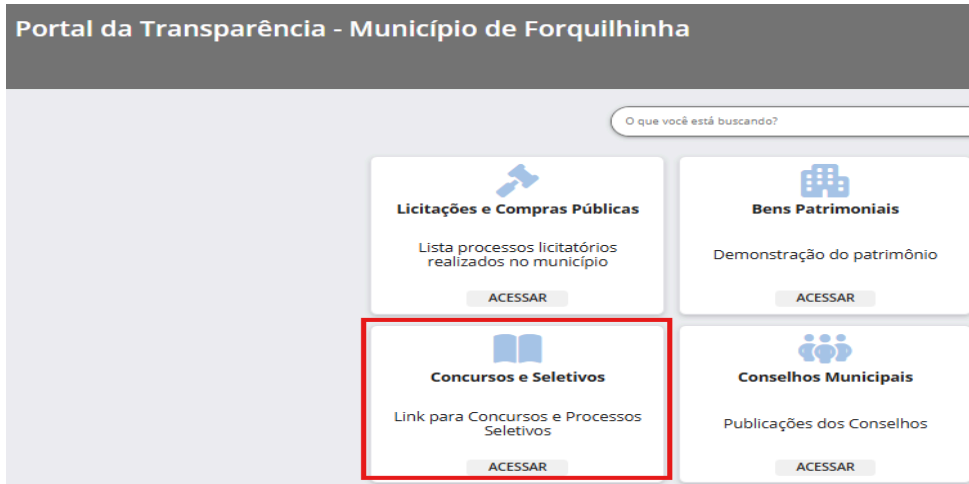 Portal da Transparência - Município de Forquilhinha
O que você está buscando?
Licitações e Compras Públicas
Lista processos licitatórios
realizados no município
ACESSAR
Bens Patrimoniais
Demonstração do patrimônio
ACESSAR
Concursos e Seletivos
Link para Concursos e Processos
Seletivos
ACESSAR
Conselhos Municipais
Publicações dos Conselhos
ACESSAR